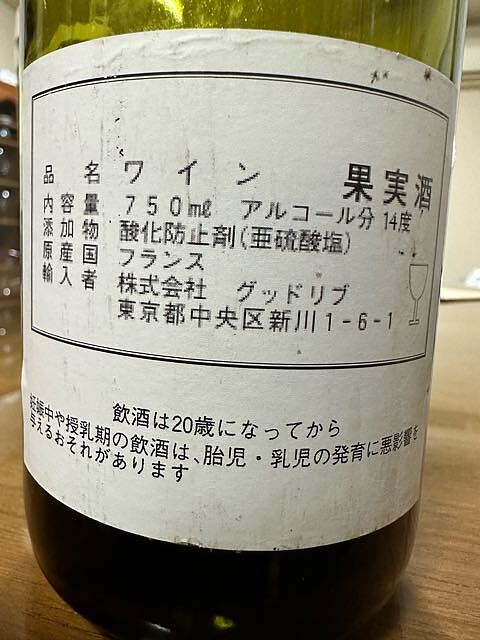 品名 ワイン 果実酒
内容量 750㎖ アルコール分 14度
添加物 酸化防止剤(亜硫酸塩)
原産国 フランス
輸入者 株式会社 グッドリブ
東京都中央区新川1-6-1
飲酒は20歳になってから
妊娠中や授乳期の飲酒は、胎児・乳児の発育に悪影響を
与えるおそれがあります